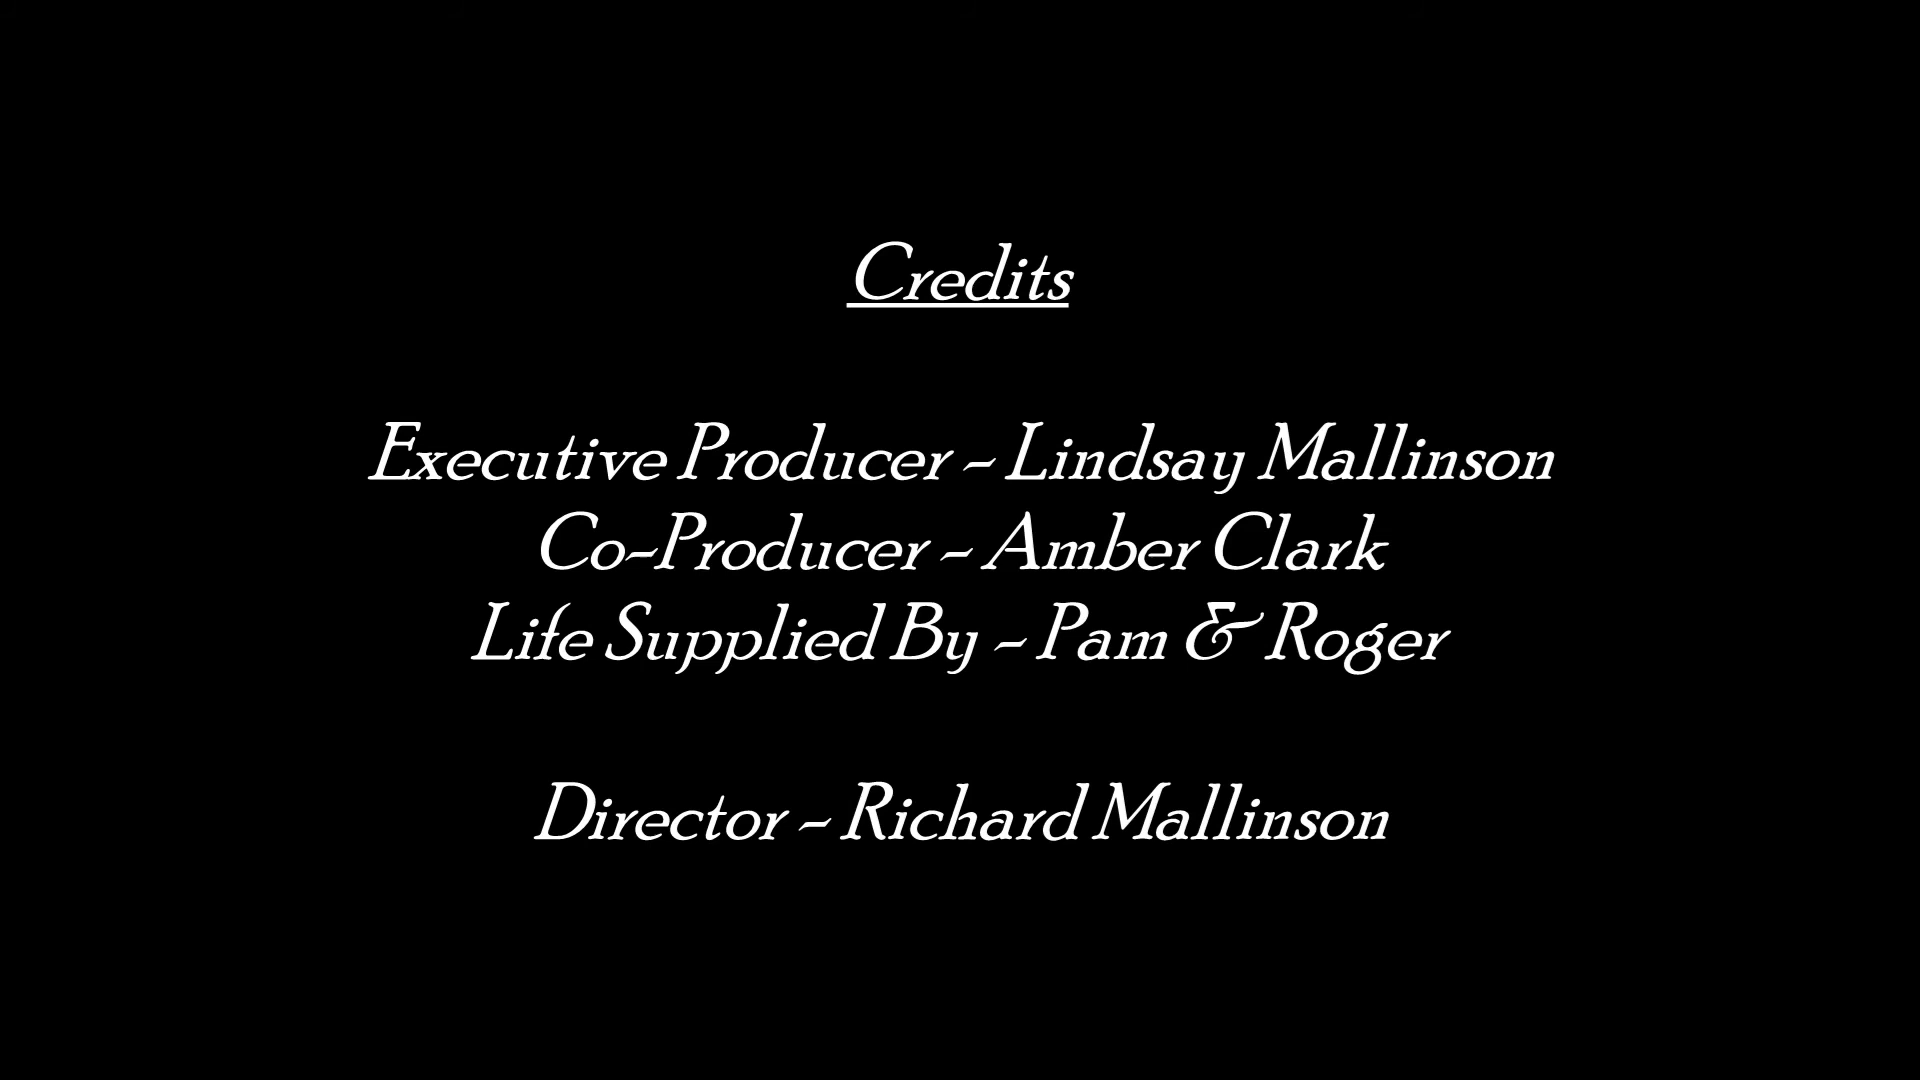 Credits
Executive Producer - Lindsay Mallinson
Co-Producer - Amber Clark
Life Supplied By - Pam & Roger
Director - Richard Mallinson